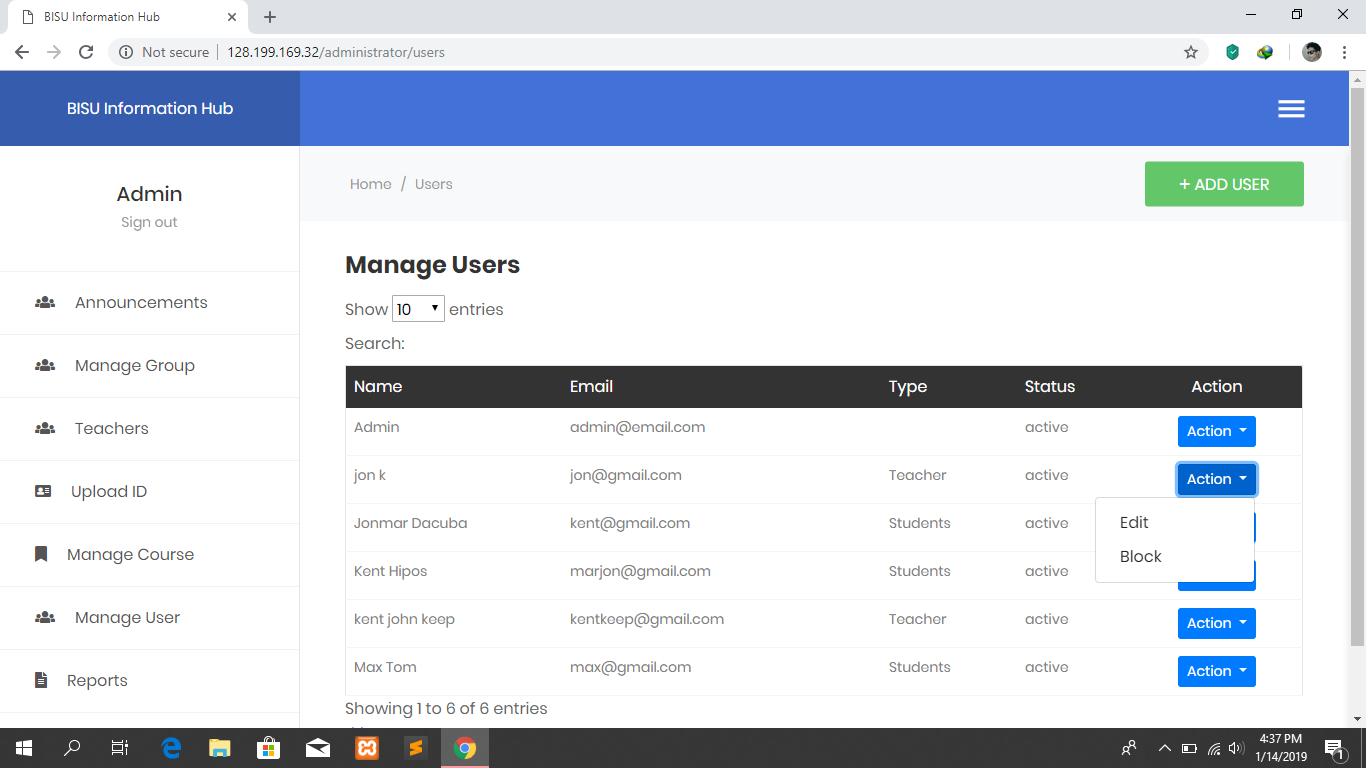 BISU Information Hub
Not secure | 128.199.169.32/administrator/users
BISU Information Hub
Admin
Sign out
Announcements
Manage Group
Teachers
Upload ID
Manage Course
Manage User
Reports
Home / Users
+ ADD USER
Manage Users
Show 10 entries
Search:
Name Email Type Status Action
Admin admin@email.com active Action
jon k jon@gmail.com Teacher active Action
Edit
Block
Jonmar Dacuba kent@gmail.com Students active
Kent Hipos marjon@gmail.com Students active
kent john keep kentkeep@gmail.com Teacher active Action
Max Tom max@gmail.com Students active Action
Showing 1 to 6 of 6 entries
4:37 PM
1/14/2019
1